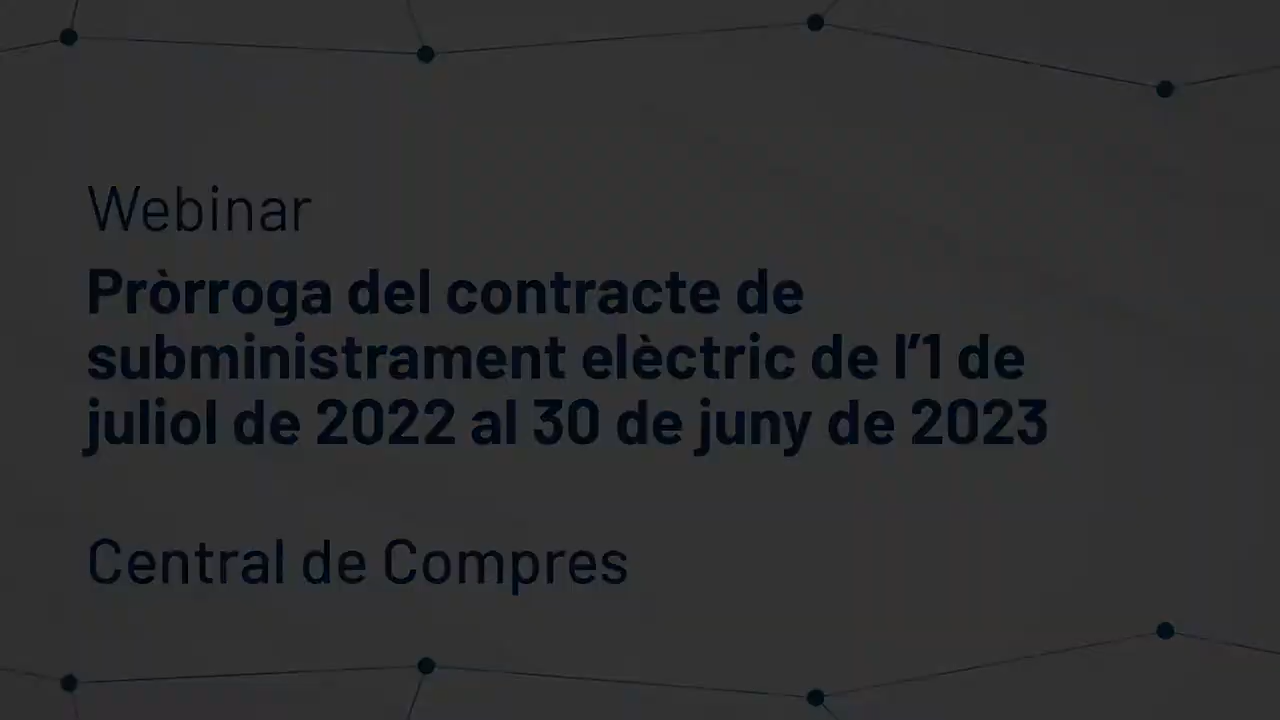 Webinar
Pròrroga del contracte de
subministrament elèctric de l’1 de
juliol de 2022 al 30 de juny de 2023
Central de Compres